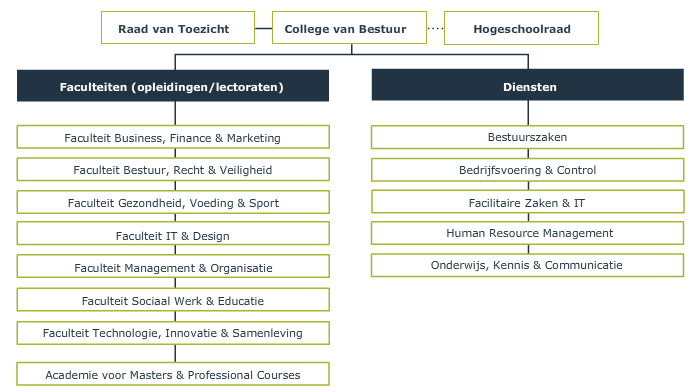 Raad van Toezicht
College van Bestuur
Hogeschoolraad
Faculteiten (opleidingen/lectoraten)
Faculteit Business, Finance & Marketing
Faculteit Bestuur, Recht & Veiligheid
Faculteit Gezondheid, Voeding & Sport
Faculteit IT & Design
Faculteit Management & Organisatie
Faculteit Sociaal Werk & Educatie
Faculteit Technologie, Innovatie & Samenleving
Academie voor Masters & Professional Courses
Diensten
Bestuurszaken
Bedrijfsvoering & Control
Facilitaire Zaken & IT
Human Resource Management
Onderwijs, Kennis & Communicatie